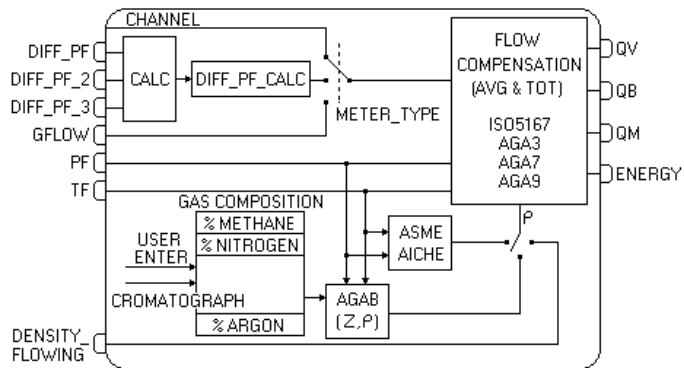 CHANNEL
DIFF_PF
DIFF_PF_2
DIFF_PF_3
GFLOW
PF
TF
CALC
DIFF_PF_CALC
METER_TYPE
FLOW
COMPENSATION
(AVG & TOT)
ISO5167
AGA3
AGA7
AGA9
QV
QB
QM
ENERGY
GAS COMPOSITION
% METHANE
% NITROGEN
% ARGON
USER
ENTER
CROMATOGRAPH
ASME
AICHE
AGA8
(Z,ρ)
ρ
DENSITY_
FLOWING